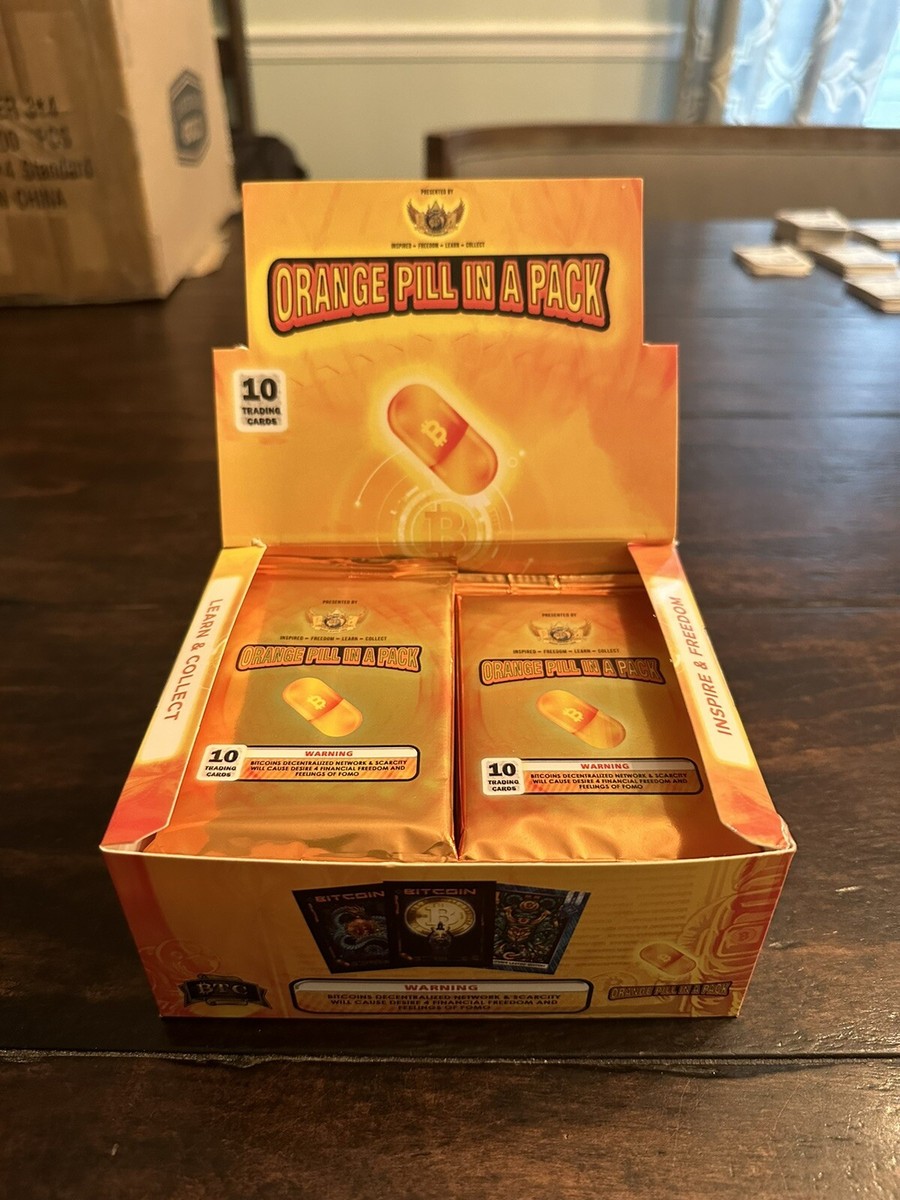 PCS
4 Standard
CHINA
PRESENTED BY
INSPIRED - FREEDOM - LEARN - COLLECT
ORANGE PILL IN A PACK
10
TRADING
CARDS
LEARN & COLLECT
INSPIRE & FREEDOM
PRESENTED BY
INSPIRED - FREEDOM - LEARN - COLLECT
ORANGE PILL IN A PACK
10
TRADING
CARDS
WARNING
BITCOINS DECENTRALIZED NETWORK & SCARCITY
WILL CAUSE DESIRE 4 FINANCIAL FREEDOM AND
FEELINGS OF FOMO
PRESENTED BY
INSPIRED - FREEDOM - LEARN - COLLECT
ORANGE PILL IN A PACK
10
TRADING
CARDS
WARNING
BITCOINS DECENTRALIZED NETWORK & SCARCITY
WILL CAUSE DESIRE 4 FINANCIAL FREEDOM AND
FEELINGS OF FOMO
BITCOIN
BITCOIN
BTC
WARNING
BITCOINS DECENTRALIZED NETWORK & SCARCITY
WILL CAUSE DESIRE 4 FINANCIAL FREEDOM AND
FEELINGS OF FOMO
ORANGE PILL IN A PACK